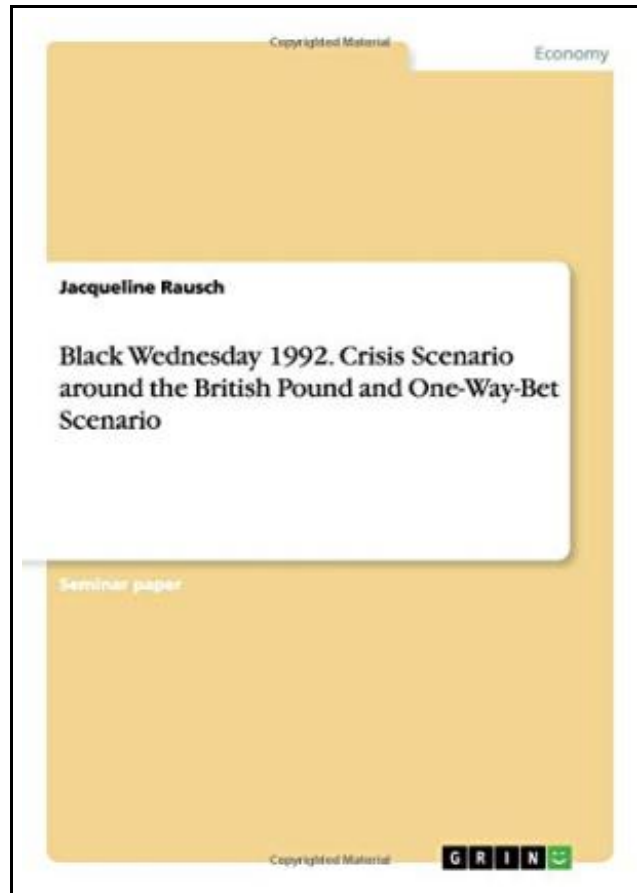 Copyrighted Material
Economy
Jacqueline Rausch
Black Wednesday 1992. Crisis Scenario
around the British Pound and One-Way-Bet
Scenario
Seminar paper
Copyrighted Material
GRIN